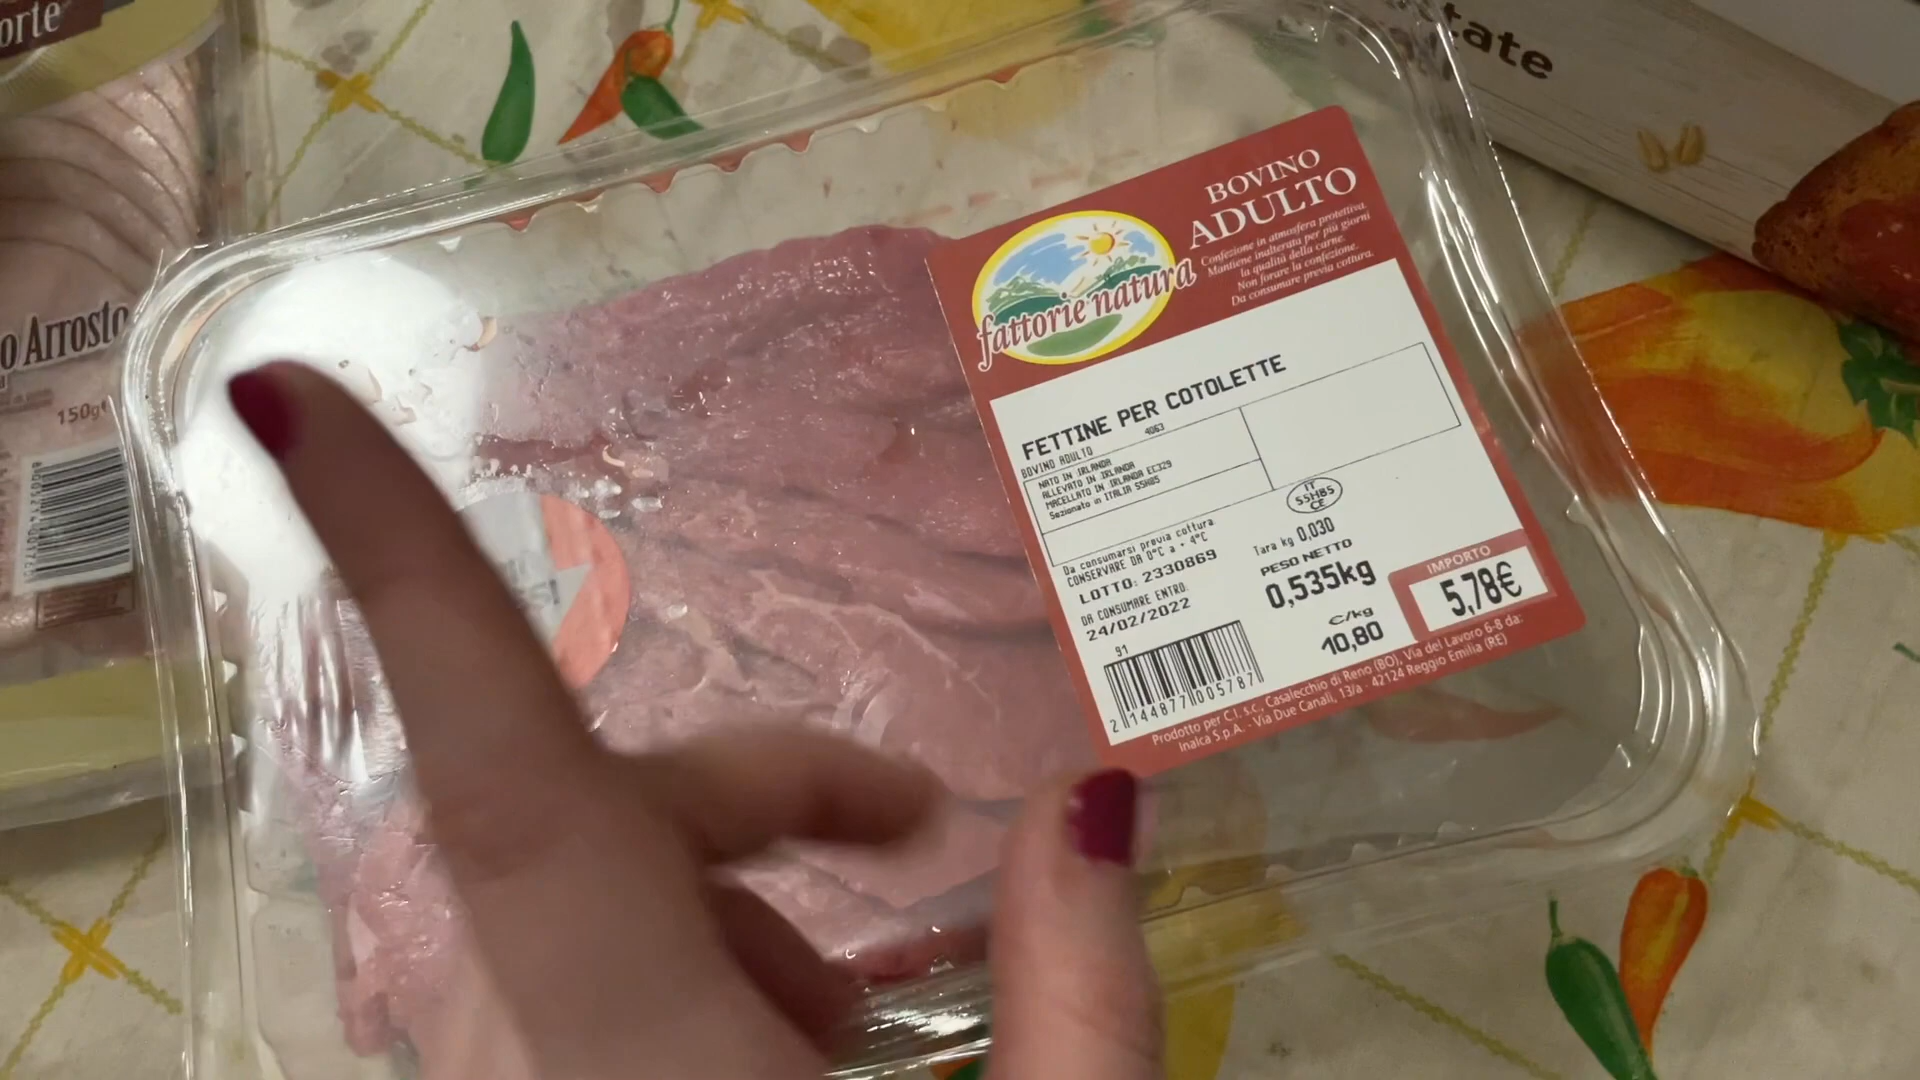 orte
o Arrosto
150g
tate
BOVINO
ADULTO
Confezione in atmosfera protettiva.
Mantiene inalterata per più giorni
la qualità della carne.
Non forare la confezione.
Da consumare previa cottura.
fattorie natura
FETTINE PER COTOLETTE
BOVINO ADULTO 4063
NATO IN IRLANDA
ALLEVATO IN IRLANDA
MACELLATO IN IRLANDA EC329
Sezionato in ITALIA S5H85
IT
S5H85
CE
Da consumarsi previa cottura
CONSERVARE DA 0°C a + 4°C
LOTTO: 2330869
DA CONSUMARE ENTRO:
24/02/2022
Tara kg 0,030
PESO NETTO
0,535kg
€/kg
10,80
IMPORTO
5,78€
91
2 144877 005787
Prodotto per C.I. s.c., Casalecchio di Reno (BO), Via del Lavoro 6-8 da:
Inalca S.p.A. - Via Due Canali, 13/a - 42124 Reggio Emilia (RE)